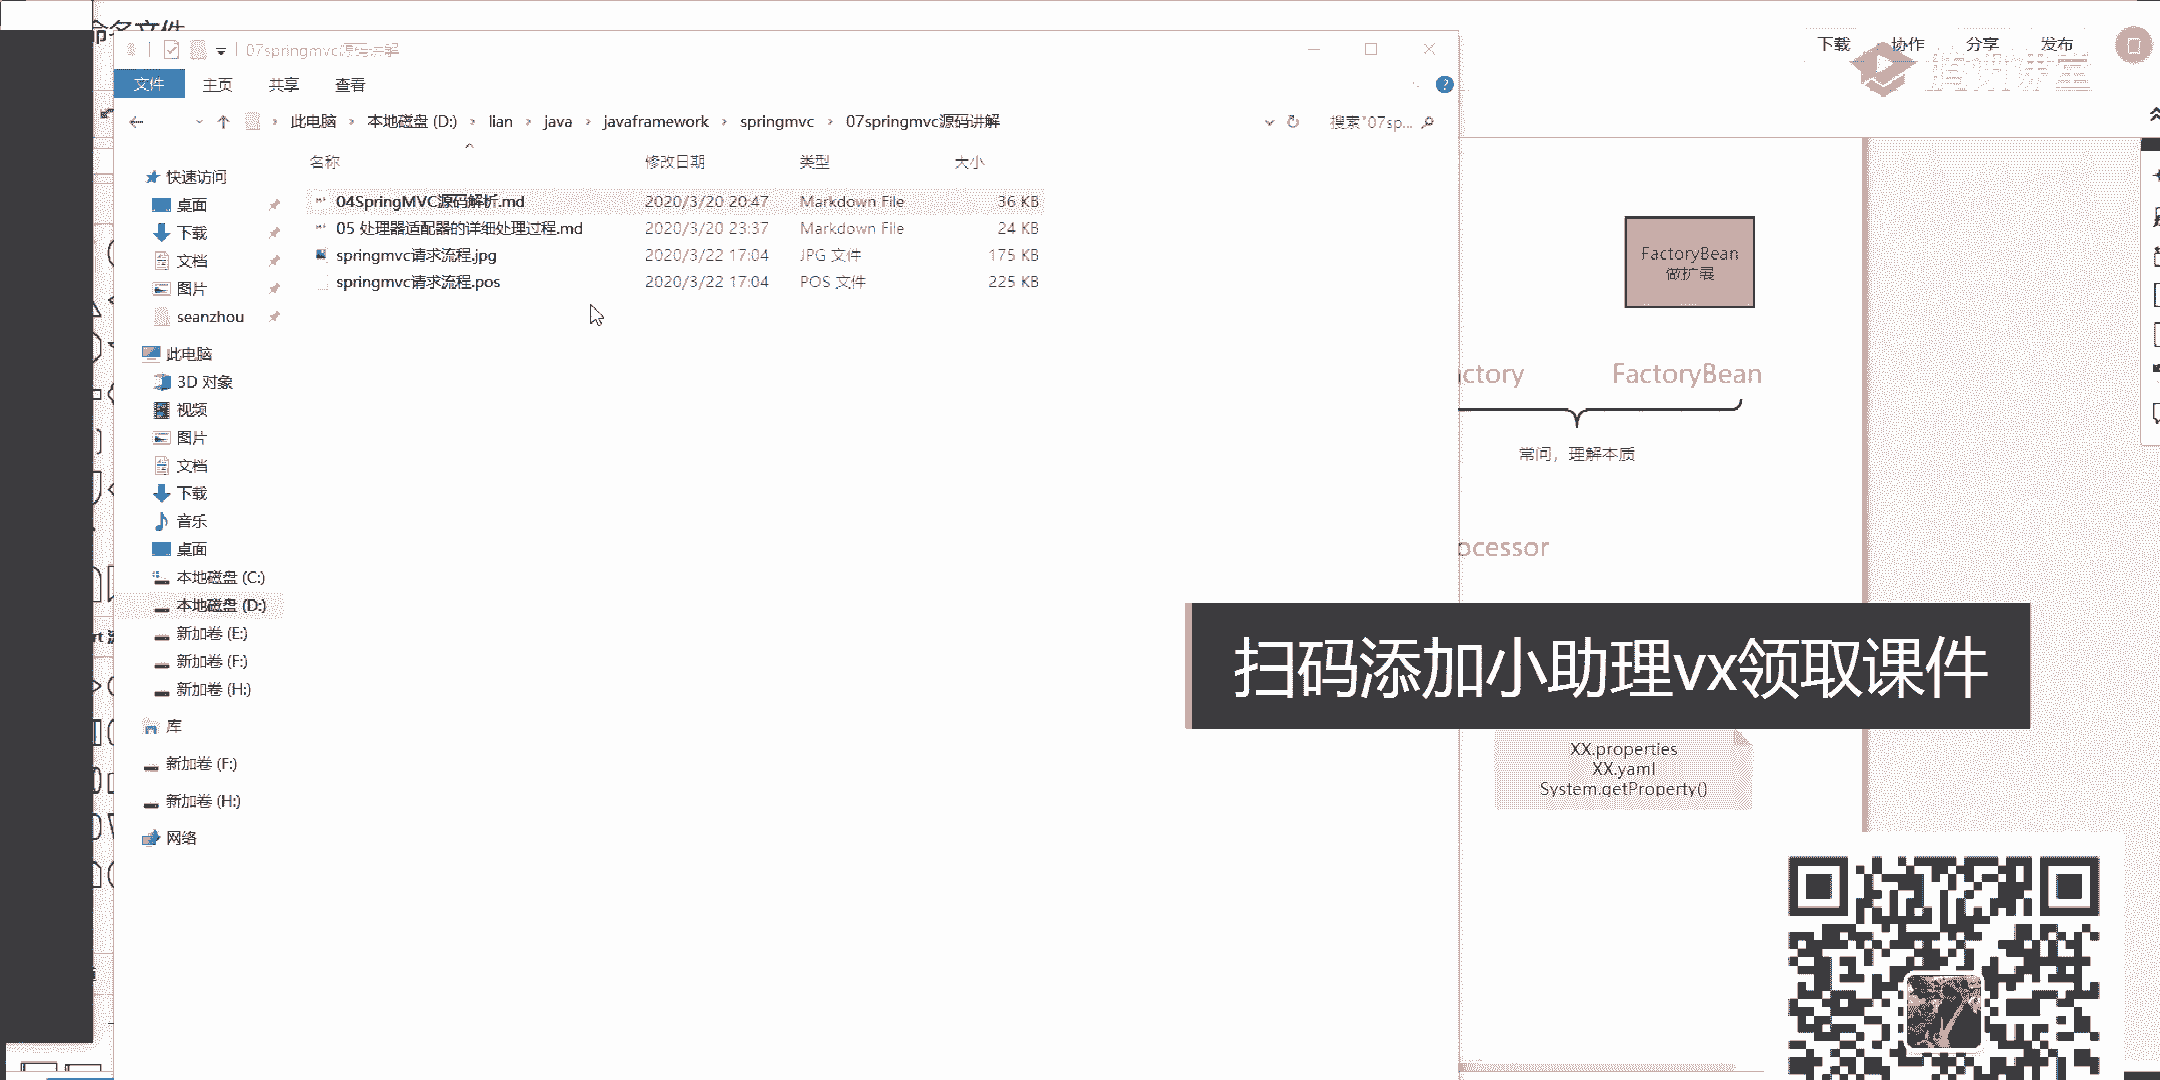 07springmvc源码讲解
文件
主页
共享
查看
此电脑 › 本地磁盘 (D:) › lian › java › javaframework › springmvc › 07springmvc源码讲解
搜索"07sp...
名称 修改日期 类型 大小
04SpringMVC源码解析.md 2020/3/20 20:47 Markdown File 36 KB
05 处理器适配器的详细处理过程.md 2020/3/20 23:37 Markdown File 24 KB
springmvc请求流程.jpg 2020/3/22 17:04 JPG 文件 175 KB
springmvc请求流程.pos 2020/3/22 17:04 POS 文件 225 KB
快速访问
桌面
下载
文档
图片
seanzhou
此电脑
3D 对象
视频
图片
文档
下载
音乐
桌面
本地磁盘 (C:)
本地磁盘 (D:)
新加卷 (E:)
新加卷 (F:)
新加卷 (H:)
库
新加卷 (F:)
新加卷 (H:)
网络
下载
协作
分享
发布
腾讯课堂
FactoryBean
做扩展
ctory
FactoryBean
常问，理解本质
ocessor
扫码添加小助理vx领取课件
XX.properties
XX.yaml
System.getProperty()